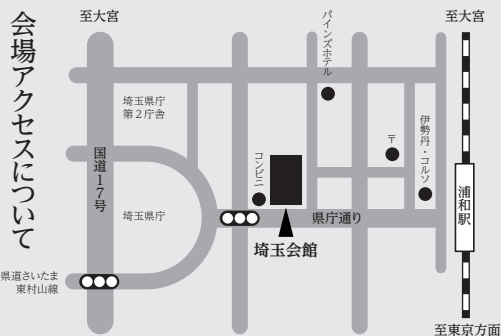 会場アクセスについて
至大宮
至大宮
パインズホテル
埼玉県庁
第２庁舎
国道１７号
コンビニ
〒
伊勢丹・コルソ
浦和駅
埼玉県庁
県庁通り
埼玉会館
県道さいたま
東村山線
至東京方面